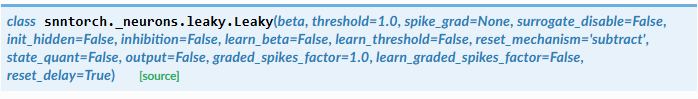 class snntorch._neurons.leaky.Leaky(beta, threshold=1.0, spike_grad=None, surrogate_disable=False,
init_hidden=False, inhibition=False, learn_beta=False, learn_threshold=False, reset_mechanism='subtract',
state_quant=False, output=False, graded_spikes_factor=1.0, learn_graded_spikes_factor=False,
reset_delay=True) [source]